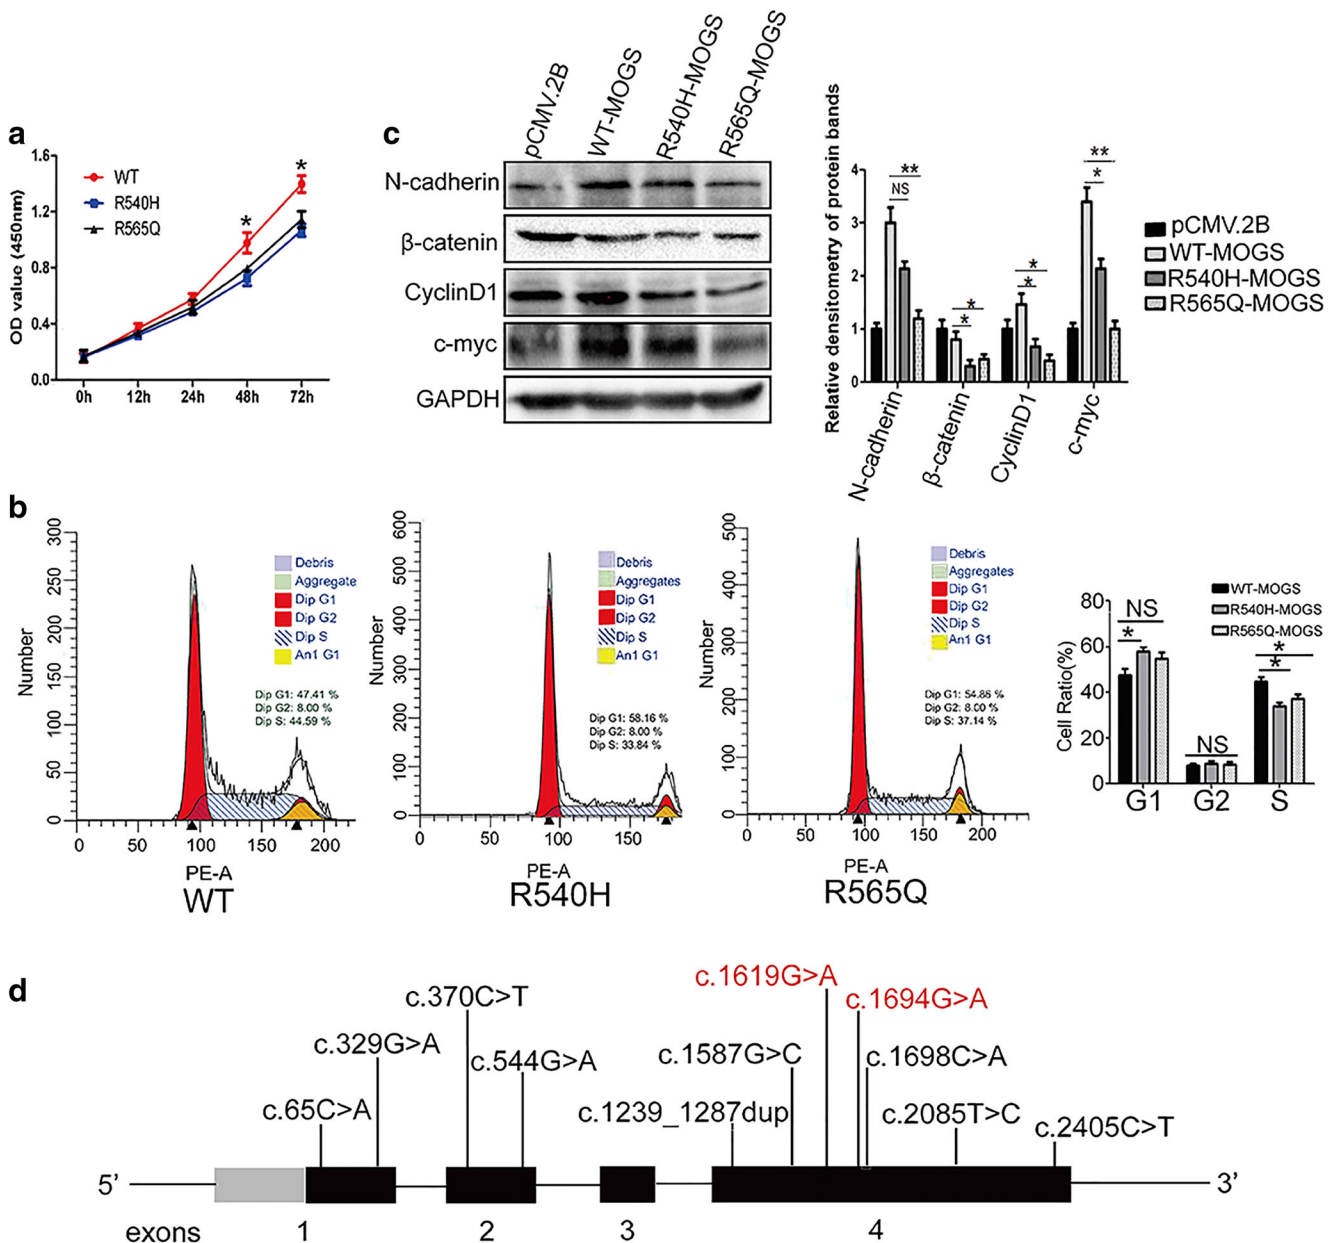 a
OD value (450nm)
1.6
1.2
0.8
0.4
0.0
WT
R540H
R565Q
*
*
0h 12h 24h 48h 72h
c
pCMV.2B WT-MOGS R540H-MOGS R565Q-MOGS
N-cadherin
β-catenin
CyclinD1
c-myc
GAPDH
Relative densitometry of protein bands
4
3
2
1
0
**
NS
*
*
*
*
**
*
N-cadherin β-catenin CyclinD1 c-myc
pCMV.2B
WT-MOGS
R540H-MOGS
R565Q-MOGS
b
Number
300
250
200
150
100
50
0
Debris
Aggregate
Dip G1
Dip G2
Dip S
An1 G1
Dip G1: 47.41 %
Dip G2: 8.00 %
Dip S: 44.59 %
0 50 100 150 200
PE-A
WT
Number
600
500
400
300
200
100
0
Debris
Aggregates
Dip G1
Dip G2
Dip S
An1 G1
Dip G1: 58.16 %
Dip G2: 8.00 %
Dip S: 33.84 %
0 50 100 150
PE-A
R540H
Number
500
400
300
200
100
0
Debris
Aggregates
Dip G1
Dip G2
Dip S
An1 G1
Dip G1: 54.86 %
Dip G2: 8.00 %
Dip S: 37.14 %
0 50 100 150 200
PE-A
R565Q
Cell Ratio(%)
80
60
40
20
0
WT-MOGS
R540H-MOGS
R565Q-MOGS
NS
*
NS
*
*
G1 G2 S
d
c.1619G>A
c.370C>T
c.1694G>A
c.329G>A
c.544G>A
c.1587G>C
c.1698C>A
c.65C>A
c.1239_1287dup
c.2085T>C
c.2405C>T
5’ 3’
exons 1 2 3 4